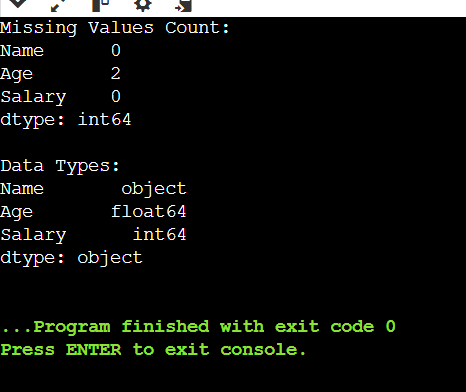 Missing Values Count:
Name      0
Age       2
Salary    0
dtype: int64

Data Types:
Name       object
Age       float64
Salary      int64
dtype: object


...Program finished with exit code 0
Press ENTER to exit console.